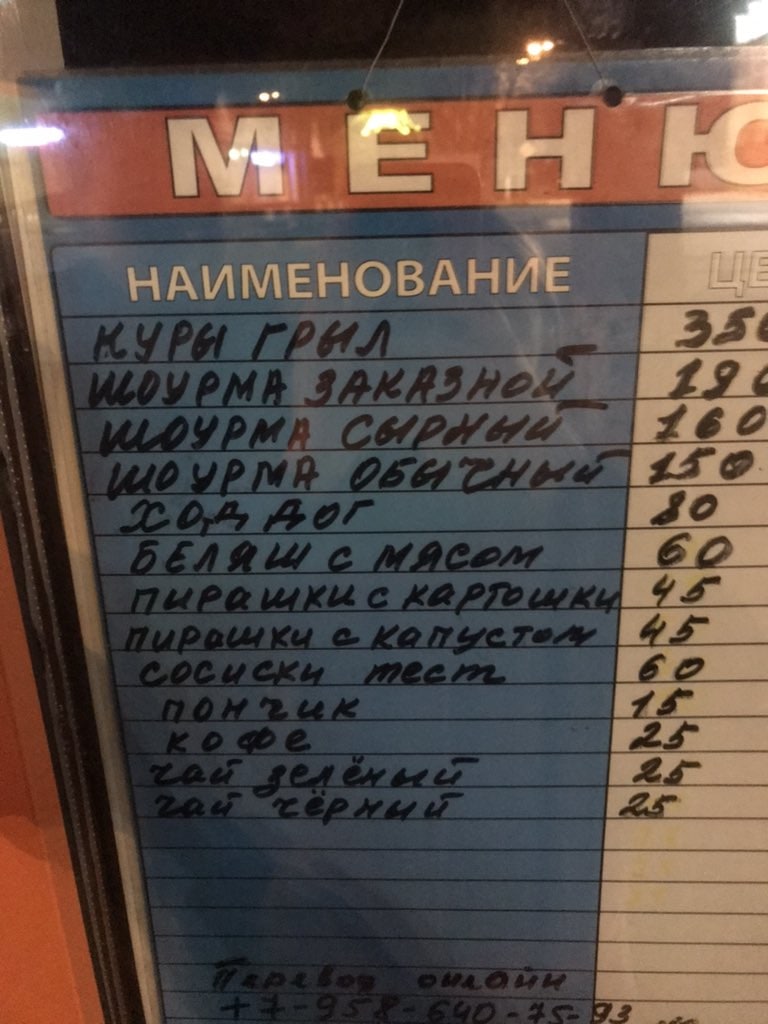 МЕНЮ
НАИМЕНОВАНИЕ ЦЕ
КУРЫ ГРЫЛ 350
ШОУРМА ЗАКАЗНОЙ 190
ШОУРМА СЫРНЫЙ 160
ШОУРМА ОБЫЧНЫЙ 150
ХОД ДОГ 80
БЕЛЯШ С МЯСОМ 60
ПИРАШКИ С КАРТОШКИ 45
ПИРАШКИ С КАПУСТОМ 45
СОСИСКИ тест 60
ПОНЧИК 15
КОФЕ 25
чай зелёный 25
чай чёрный 25
Перевод онлайн
+7-958-640-75-93